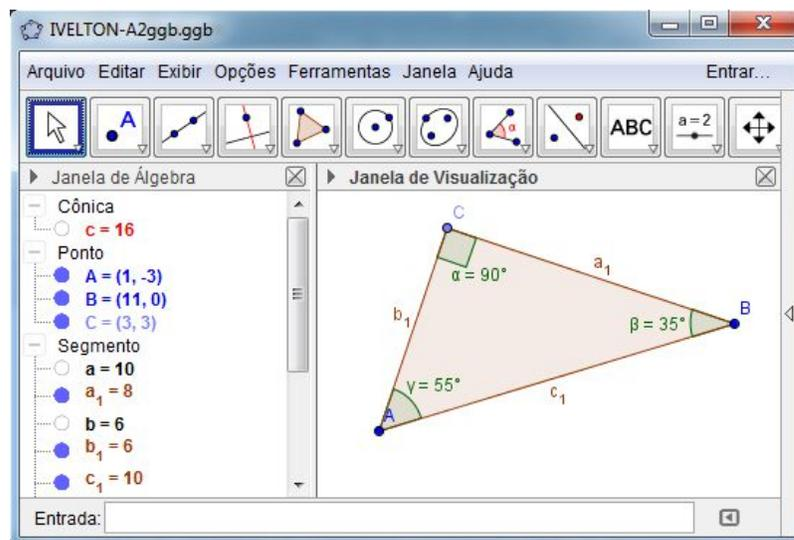 IVELTON-A2ggb.ggb
Arquivo Editar Exibir Opções Ferramentas Janela Ajuda Entrar...
A α ABC a = 2
Janela de Álgebra
Janela de Visualização
Cônica
c = 16
Ponto
A = (1, -3)
B = (11, 0)
C = (3, 3)
Segmento
a = 10
a₁ = 8
b = 6
b₁ = 6
c₁ = 10
C
α = 90°
a₁
b₁
β = 35°
B
γ = 55°
c₁
A
Entrada: